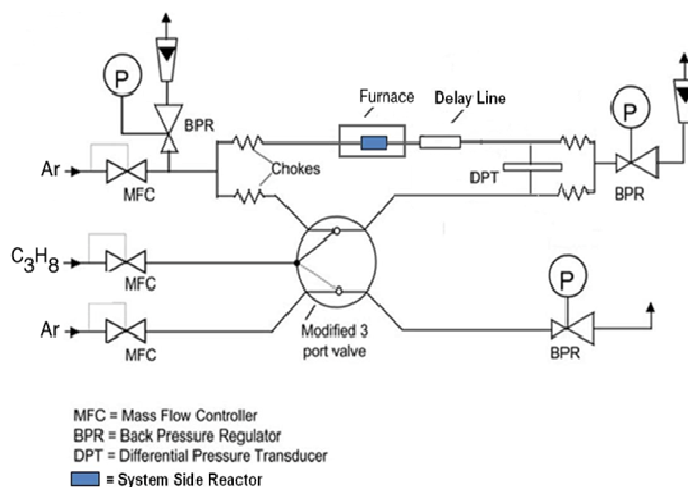 P
BPR
Furnace
Delay Line
P
Ar
MFC
Chokes
DPT
BPR
C3H8
MFC
P
Ar
MFC
Modified 3
port valve
BPR
MFC = Mass Flow Controller
BPR = Back Pressure Regulator
DPT = Differential Pressure Transducer
= System Side Reactor